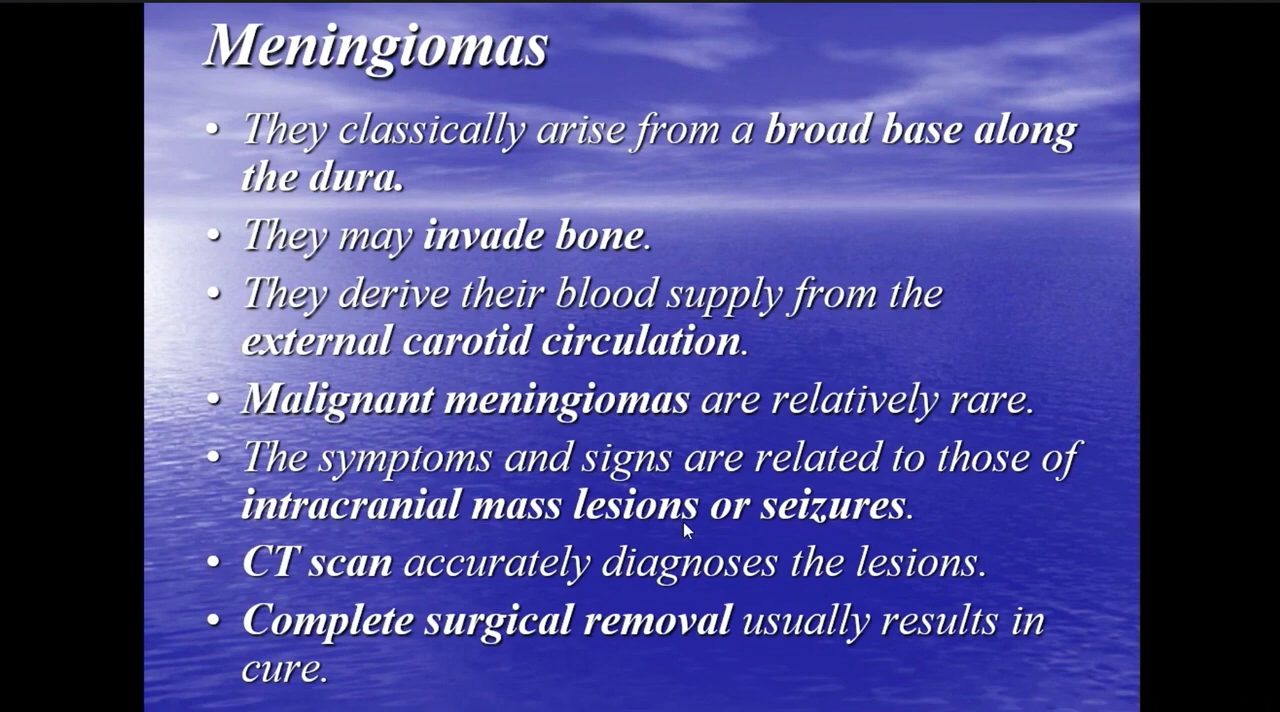 Meningiomas
• They classically arise from a broad base along
the dura.
• They may invade bone.
• They derive their blood supply from the
external carotid circulation.
• Malignant meningiomas are relatively rare.
• The symptoms and signs are related to those of
intracranial mass lesions or seizures.
• CT scan accurately diagnoses the lesions.
• Complete surgical removal usually results in
cure.